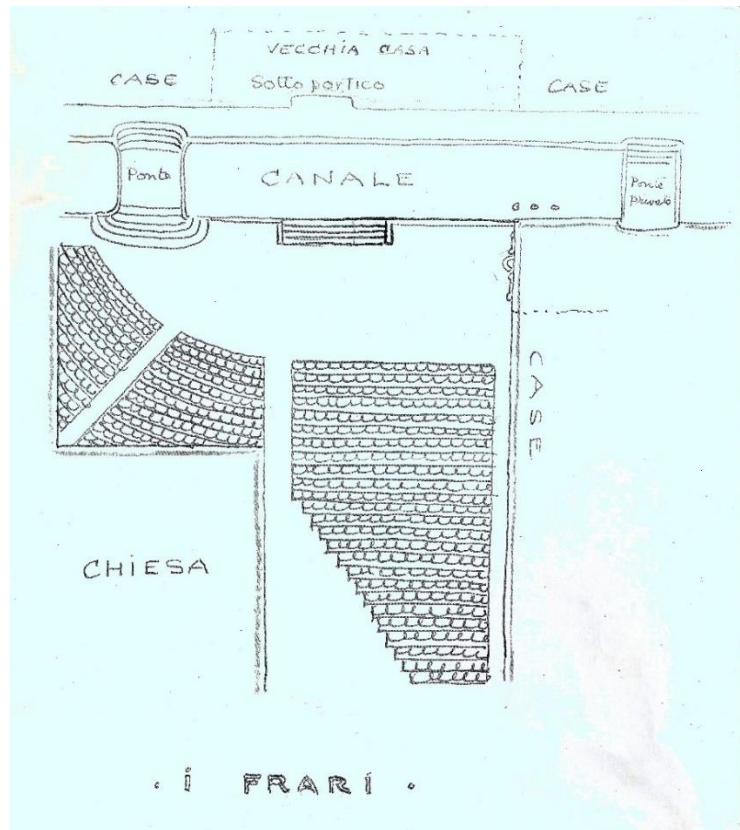 VECCHIA CASA
CASE
Sotto portico
CASE
Ponte
CANALE
Ponte
privato
CASE
CHIESA
· I FRARI ·